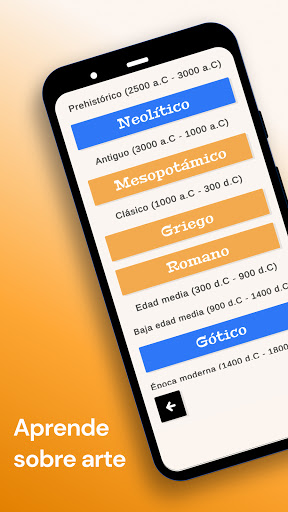 Prehistórico (2500 a.C - 3000 a.C)
Neolítico
Antiguo (3000 a.C - 1000 a.C)
Mesopotámico
Clásico (1000 a.C - 300 d.C)
Griego
Romano
Edad media (300 d.C - 900 d.C)
Baja edad media (900 d.C - 1400 d.C
Gótico
Época moderna (1400 d.C - 1800
Aprende
sobre arte